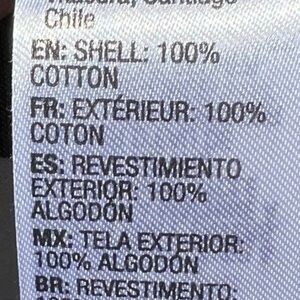 Santiago
Chile
EN: SHELL: 100%
COTTON
FR: EXTÉRIEUR: 100%
COTON
ES: REVESTIMIENTO
EXTERIOR: 100%
ALGODÓN
MX: TELA EXTERIOR:
100% ALGODÓN
BR: REVESTIMENTO: